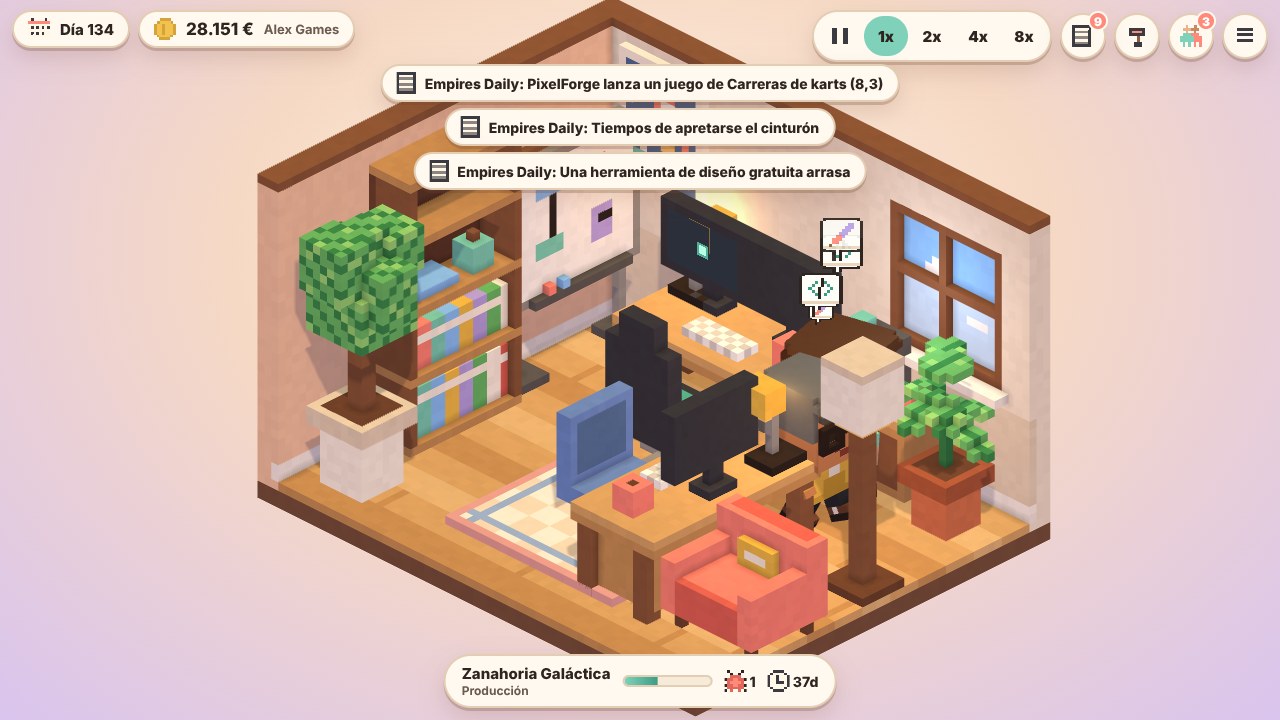 Día 134
28.151 €
Alex Games
1x
2x
4x
8x
9
3
Empires Daily: PixelForge lanza un juego de Carreras de karts (8,3)
Empires Daily: Tiempos de apretarse el cinturón
Empires Daily: Una herramienta de diseño gratuita arrasa
Zanahoria Galáctica
Producción
1
37d